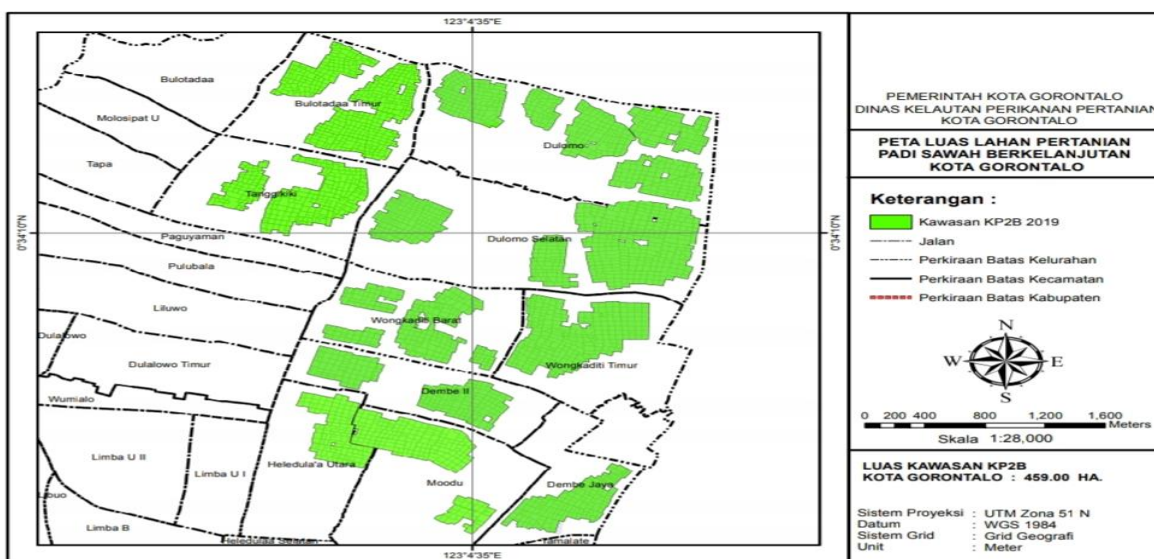 123°4'35"E
Bulotadaa
Bulotadaa Timur
Molosipat U
Dulomo
Tapa
Tanggikiki
0°34'10"N
0°34'10"N
Paguyaman
Dulomo Selatan
Pulubala
Liluwo
Wongkaditi Barat
Dulalowo
Dulalowo Timur
Wongkaditi Timur
Dembe II
Wumialo
Limba U II
Limba U I
Heledula'a Utara
Moodu
Dembe Jaya
Limba B
Heledulaa Selatan
Tamalate
123°4'35"E
PEMERINTAH KOTA GORONTALO
DINAS KELAUTAN PERIKANAN PERTANIAN
KOTA GORONTALO
PETA LUAS LAHAN PERTANIAN
PADI SAWAH BERKELANJUTAN
KOTA GORONTALO
Keterangan :
Kawasan KP2B 2019
Jalan
Perkiraan Batas Kelurahan
Perkiraan Batas Kecamatan
Perkiraan Batas Kabupaten
N
W E
S
0 200 400 800 1,200 1,600
Meters
Skala 1:28,000
LUAS KAWASAN KP2B
KOTA GORONTALO : 459.00 HA.
Sistem Proyeksi : UTM Zona 51 N
Datum : WGS 1984
Sistem Grid : Grid Geografi
Unit : Meter